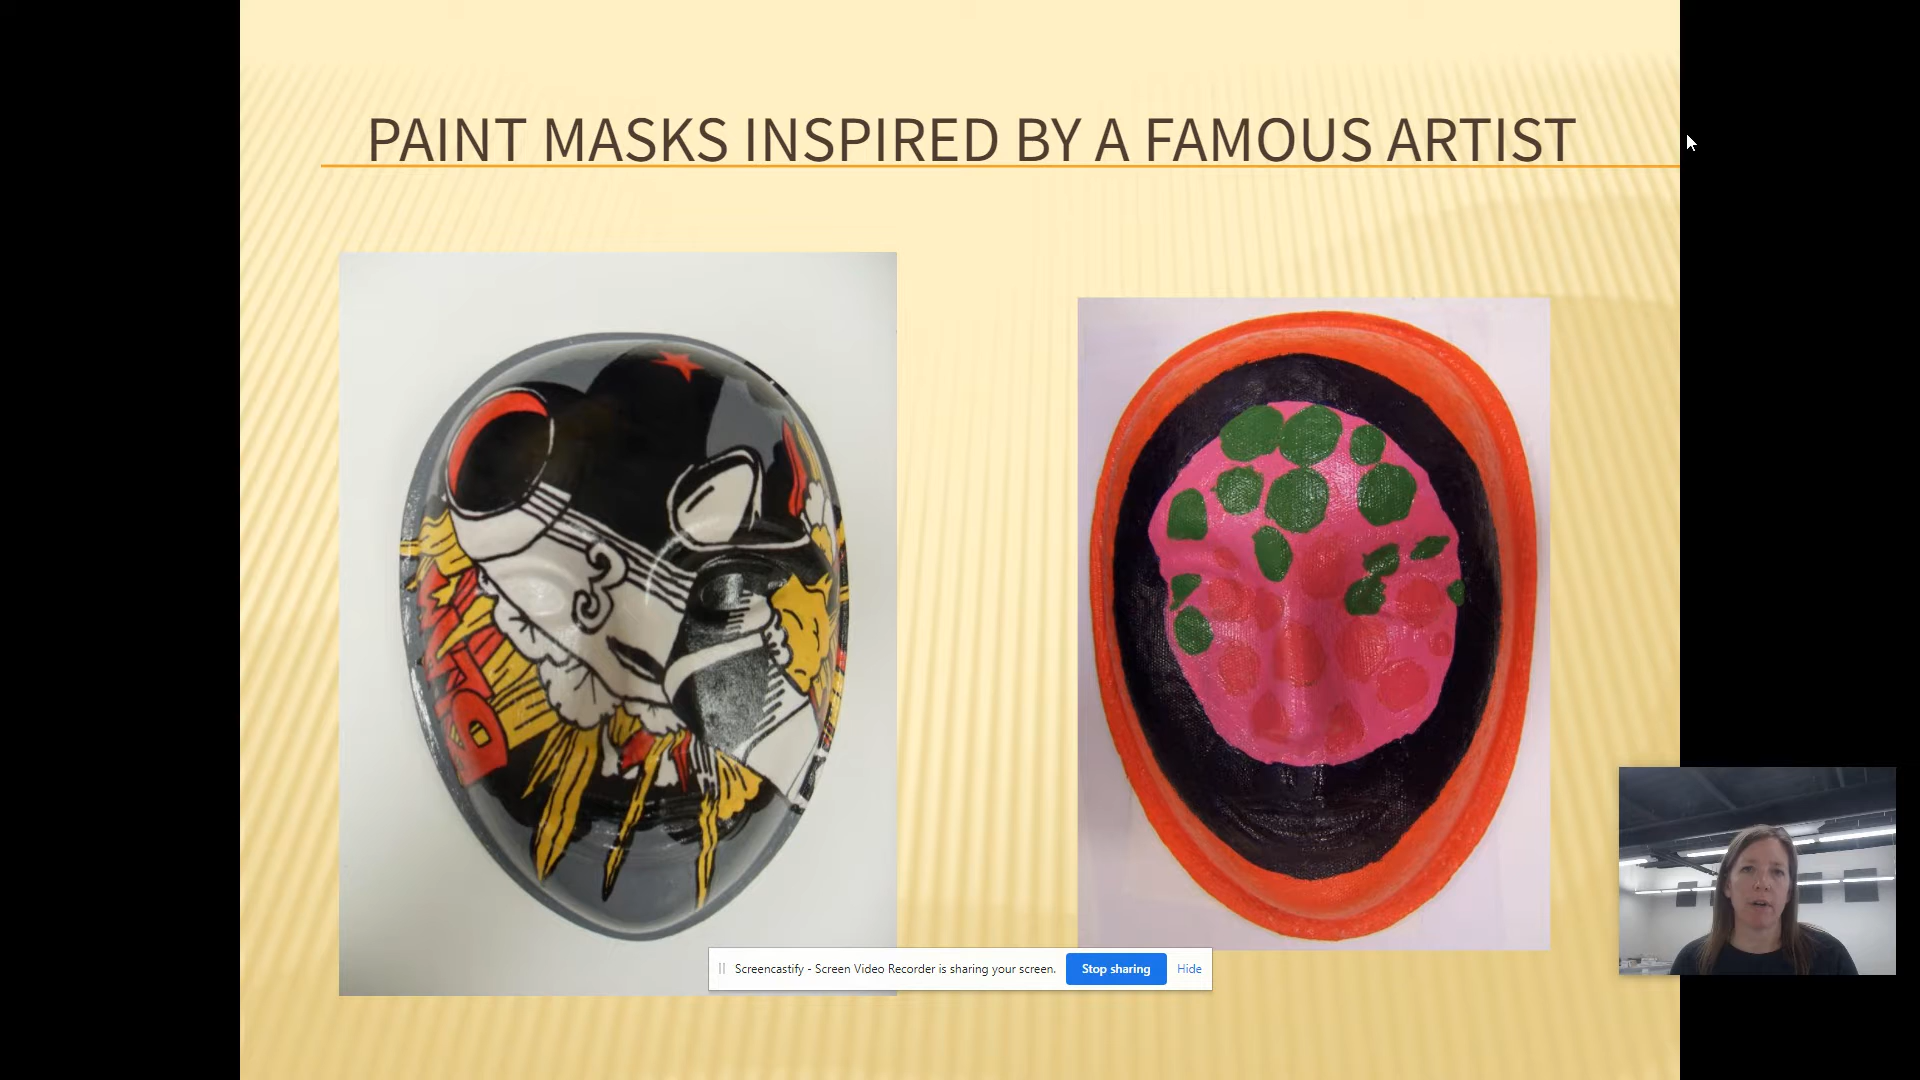 PAINT MASKS INSPIRED BY A FAMOUS ARTIST
Screencastify - Screen Video Recorder is sharing your screen.
Stop sharing
Hide